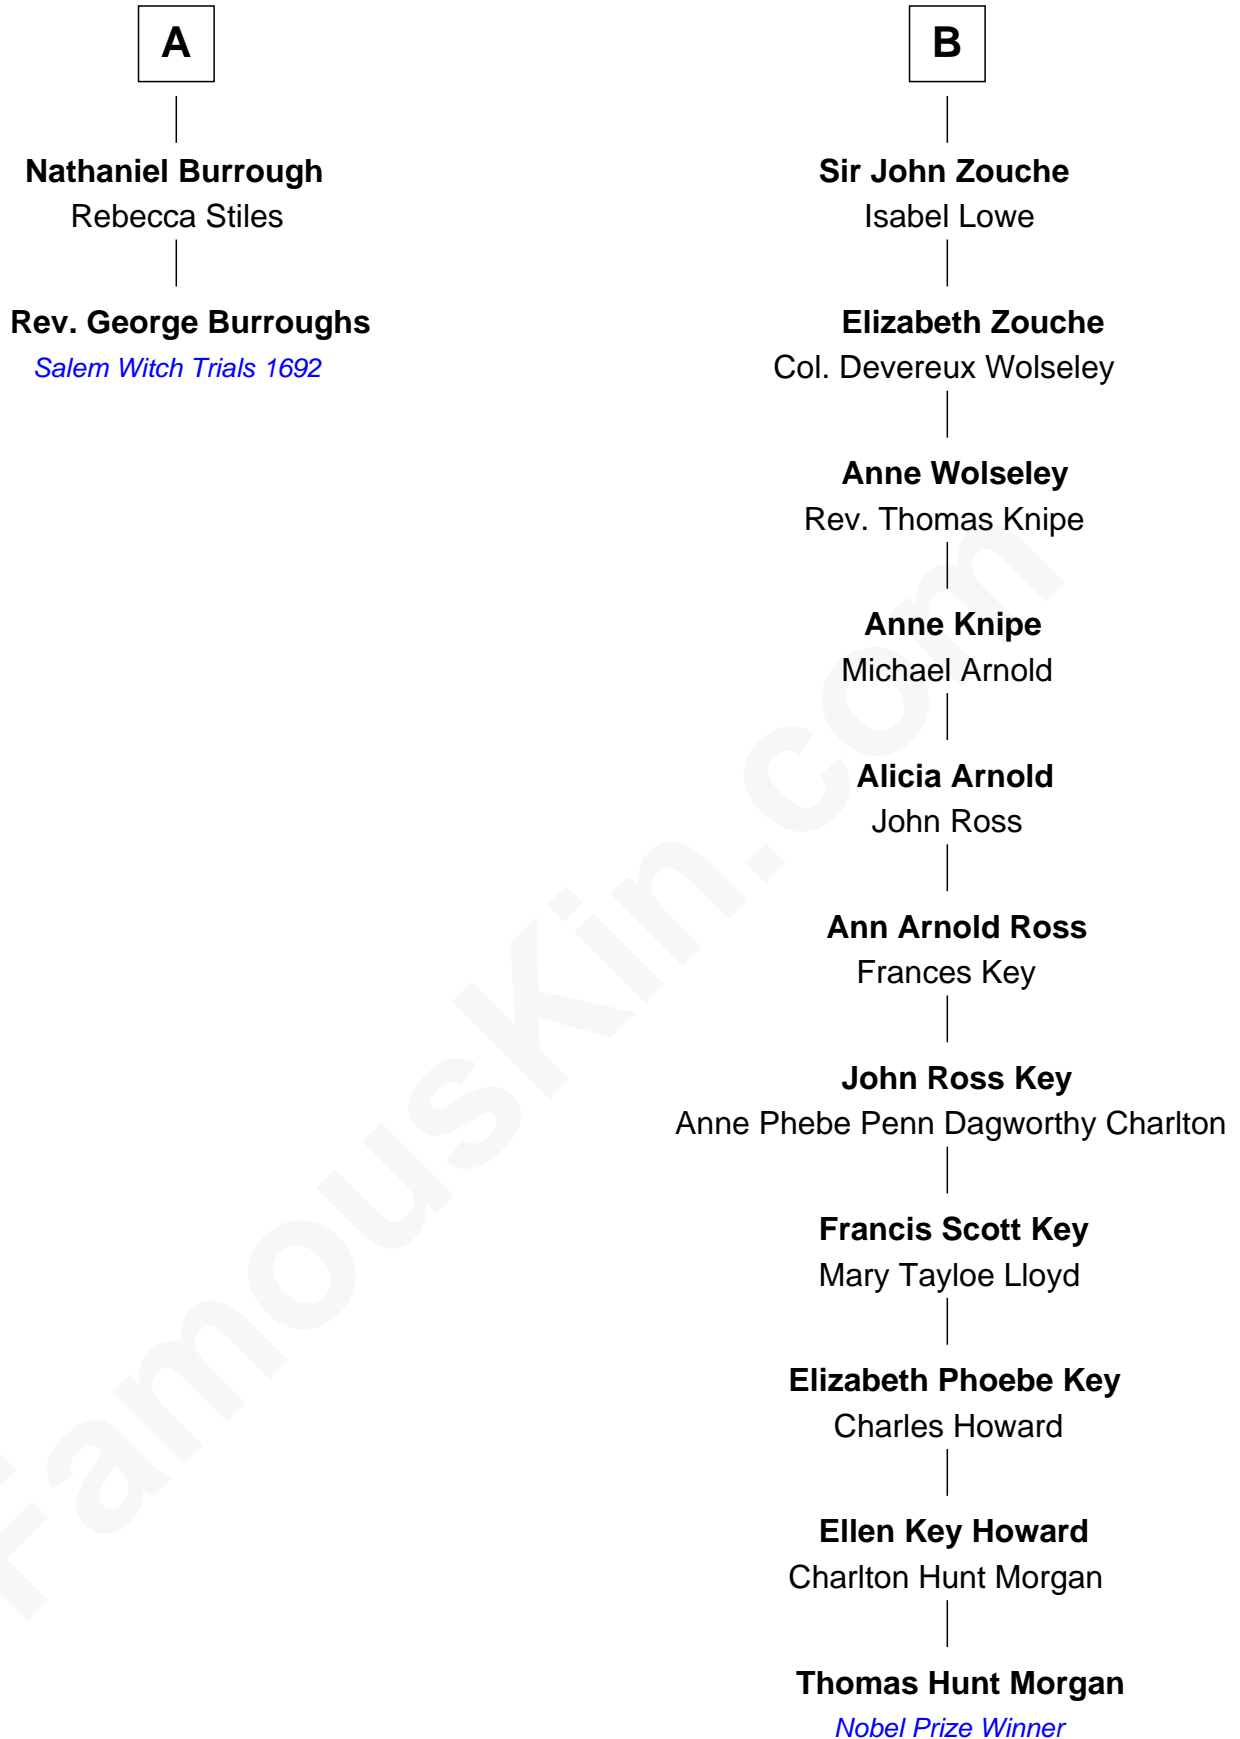 A
Nathaniel Burrough
Rebecca Stiles
Rev. George Burroughs
Salem Witch Trials 1692
B
Sir John Zouche
Isabel Lowe
Elizabeth Zouche
Col. Devereux Wolseley
Anne Wolseley
Rev. Thomas Knipe
Anne Knipe
Michael Arnold
Alicia Arnold
John Ross
Ann Arnold Ross
Frances Key
John Ross Key
Anne Phebe Penn Dagworthy Charlton
Francis Scott Key
Mary Tayloe Lloyd
Elizabeth Phoebe Key
Charles Howard
Ellen Key Howard
Charlton Hunt Morgan
Thomas Hunt Morgan
Nobel Prize Winner
FamousKin.com